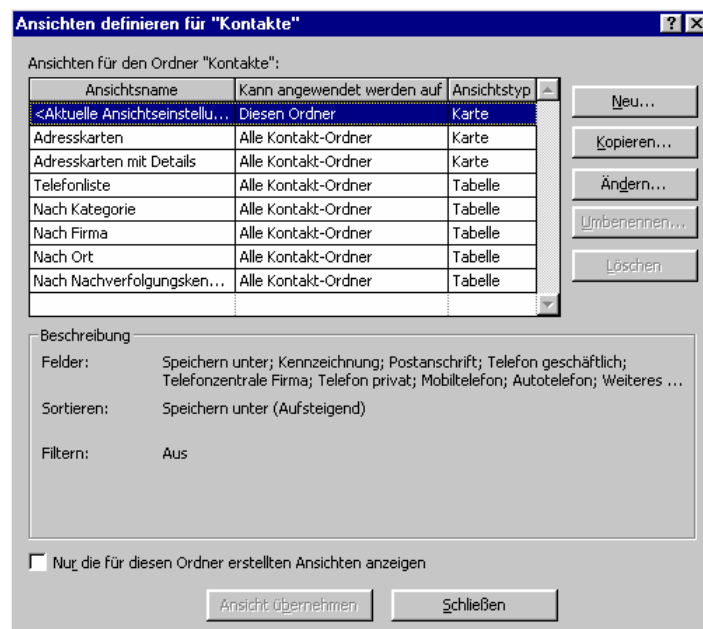 Ansichten definieren für "Kontakte"
Ansichten für den Ordner "Kontakte":
Ansichtsname Kann angewendet werden auf Ansichtstyp
<Aktuelle Ansichtseinstellu... Diesen Ordner Karte
Adresskarten Alle Kontakt-Ordner Karte
Adresskarten mit Details Alle Kontakt-Ordner Karte
Telefonliste Alle Kontakt-Ordner Tabelle
Nach Kategorie Alle Kontakt-Ordner Tabelle
Nach Firma Alle Kontakt-Ordner Tabelle
Nach Ort Alle Kontakt-Ordner Tabelle
Nach Nachverfolgungsken... Alle Kontakt-Ordner Tabelle
Neu...
Kopieren...
Ändern...
Umbenennen...
Löschen
Beschreibung
Felder: Speichern unter; Kennzeichnung; Postanschrift; Telefon geschäftlich;
Telefonzentrale Firma; Telefon privat; Mobiltelefon; Autotelefon; Weiteres ...
Sortieren: Speichern unter (Aufsteigend)
Filtern: Aus
Nur die für diesen Ordner erstellten Ansichten anzeigen
Ansicht übernehmen Schließen